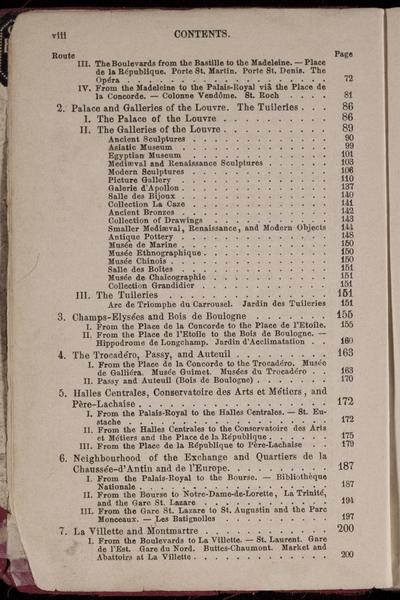 viii CONTENTS.
Route Page
III. The Boulevards from the Bastille to the Madeleine. — Place
de la République. Porte St. Martin. Porte St. Denis. The
Opéra . . . . . . . . . . . . . . 72
IV. From the Madeleine to the Palais-Royal viâ the Place de
la Concorde. — Colonne Vendôme. St. Roch . . . . 81
2. Palace and Galleries of the Louvre. The Tuileries . . . 86
I. The Palace of the Louvre . . . . . . . . 86
II. The Galleries of the Louvre . . . . . . . . 89
Ancient Sculptures . . . . . . . . . . 90
Asiatic Museum . . . . . . . . . . 99
Egyptian Museum . . . . . . . . . . 101
Mediæval and Renaissance Sculptures . . . . . . 103
Modern Sculptures . . . . . . . . . . 106
Picture Gallery . . . . . . . . . . 110
Galerie d'Apollon . . . . . . . . . . 137
Salle des Bijoux . . . . . . . . . . 140
Collection La Caze . . . . . . . . . . 141
Ancient Bronzes . . . . . . . . . . 142
Collection of Drawings . . . . . . . . . 143
Smaller Mediæval, Renaissance, and Modern Objects 144
Antique Pottery . . . . . . . . . . 148
Musée de Marine . . . . . . . . . . 150
Musée Ethnographique . . . . . . . . . 150
Musée Chinois . . . . . . . . . . 150
Salle des Boîtes . . . . . . . . . . 151
Musée de Chalcographie . . . . . . . . . 151
Collection Grandidier . . . . . . . . . 151
III. The Tuileries . . . . . . . . . . 151
Arc de Triomphe du Carrousel. Jardin des Tuileries 151
3. Champs-Elysées and Bois de Boulogne . . . . . . 155
I. From the Place de la Concorde to the Place de l'Etoile. 155
II. From the Place de l'Etoile to the Bois de Boulogne. —
Hippodrome de Longchamp. Jardin d'Acclimatation . . 160
4. The Trocadéro, Passy, and Auteuil . . . . . . . 163
I. From the Place de la Concorde to the Trocadéro. Musée
de Galliéra. Musée Guimet. Musées du Trocadéro . . 163
II. Passy and Auteuil (Bois de Boulogne) . . . . . . 170
5. Halles Centrales, Conservatoire des Arts et Métiers, and
Père-Lachaise . . . . . . . . . . . . 172
I. From the Palais-Royal to the Halles Centrales. — St. Eu-
stache . . . . . . . . . . . . . . 172
II. From the Halles Centrales to the Conservatoire des Arts
et Métiers and the Place de la République . . . . . 175
III. From the Place de la République to Père-Lachaise . . 179
6. Neighbourhood of the Exchange and Quartiers de la
Chaussée-d'Antin and de l'Europe. . . . . . . . 187
I. From the Palais-Royal to the Bourse. — Bibliothèque
Nationale . . . . . . . . . . . . . 187
II. From the Bourse to Notre-Dame-de-Lorette, La Trinité,
and the Gare St. Lazare . . . . . . . . . 194
III. From the Gare St. Lazare to St. Augustin and the Parc
Monceaux. — Les Batignolles . . . . . . . . 197
7. La Villette and Montmartre . . . . . . . . . 200
I. From the Boulevards to La Villette. — St. Laurent. Gare
de l'Est. Gare du Nord. Buttes-Chaumont. Market and
Abattoirs at La Villette . . . . . . . . . 200